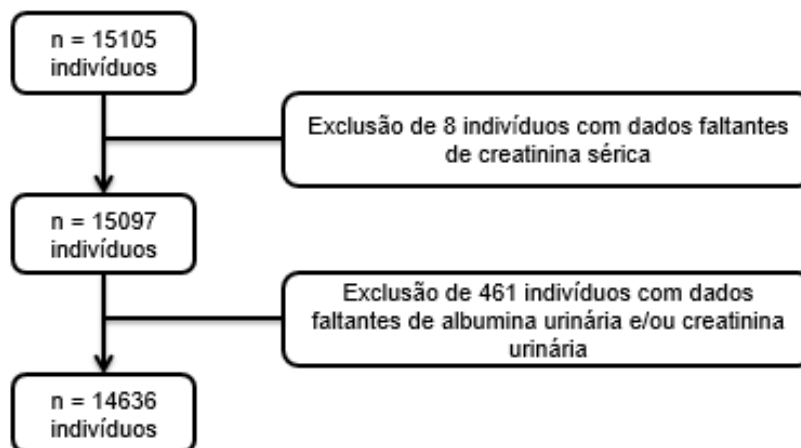 n = 15105
indivíduos
Exclusão de 8 indivíduos com dados faltantes
de creatinina sérica
n = 15097
indivíduos
Exclusão de 461 indivíduos com dados
faltantes de albumina urinária e/ou creatinina
urinária
n = 14636
indivíduos